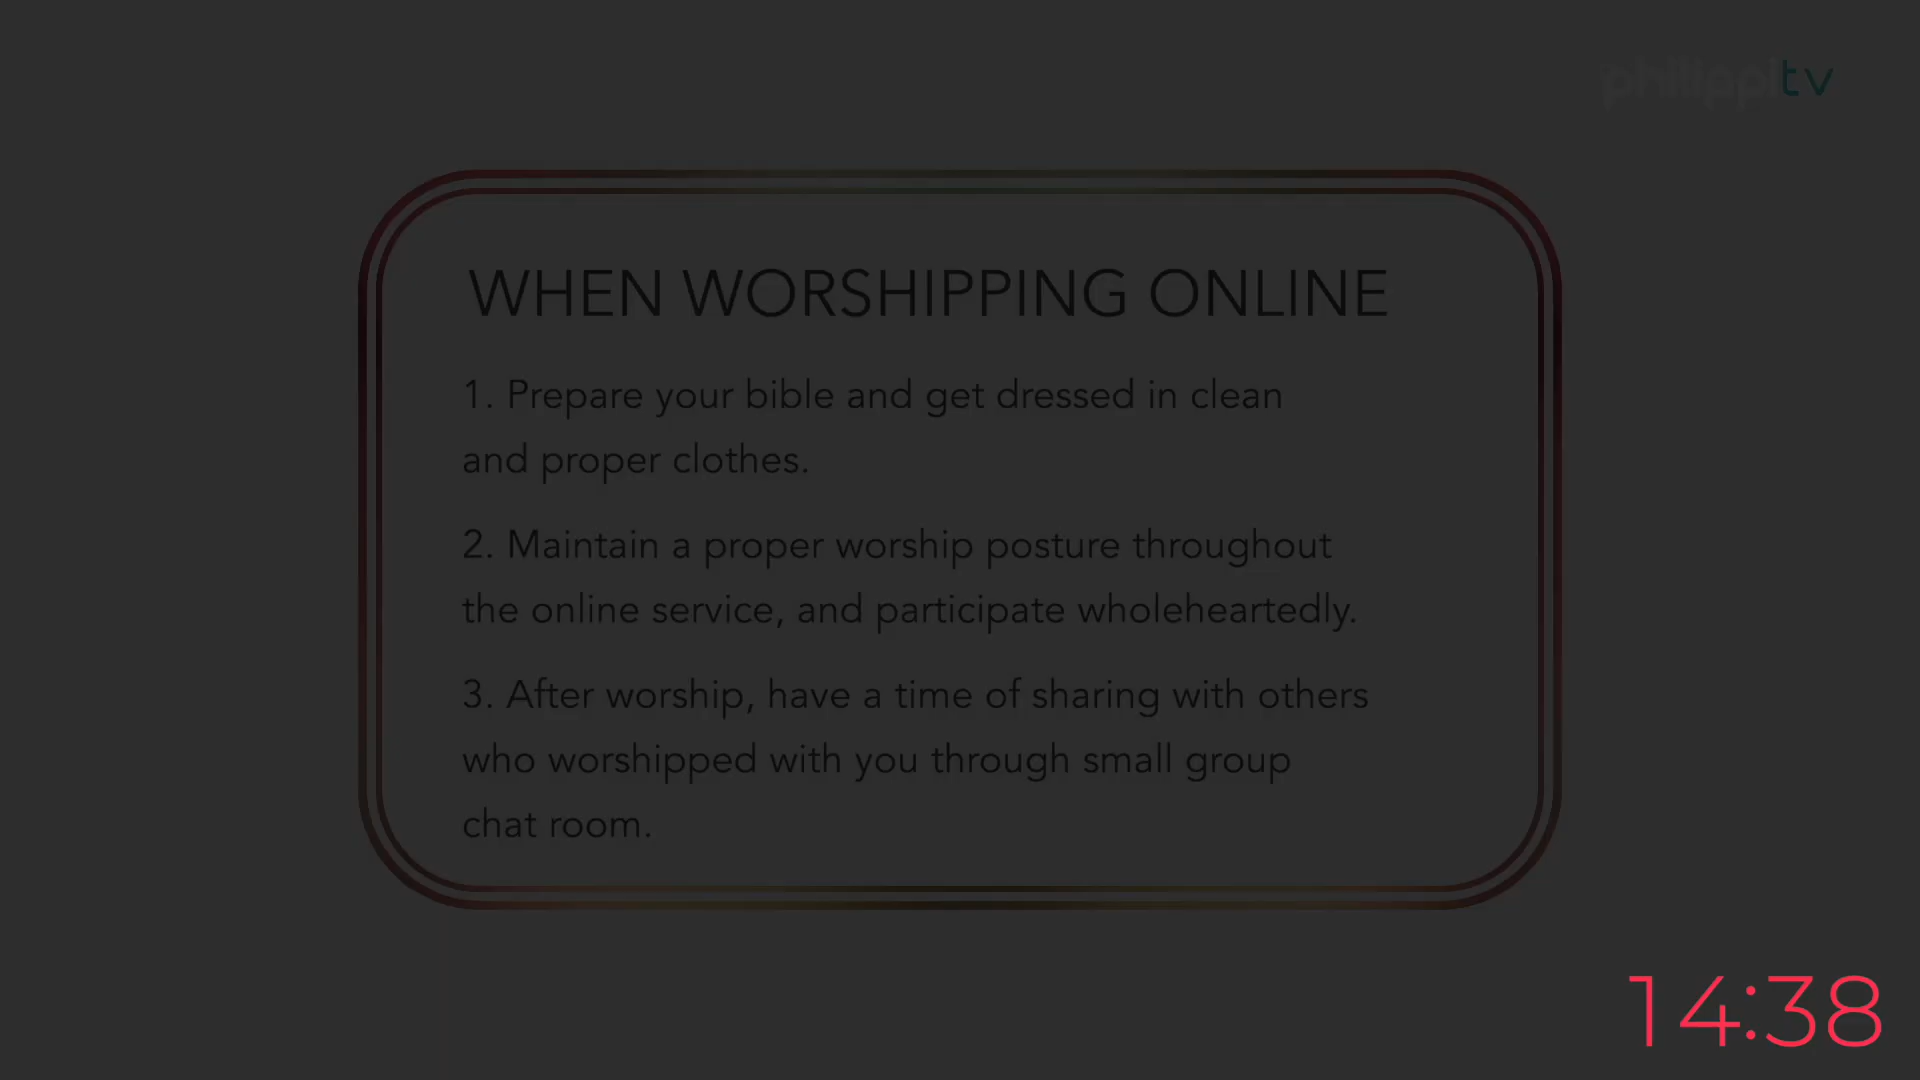 philippitv
WHEN WORSHIPPING ONLINE
1. Prepare your bible and get dressed in clean
and proper clothes.
2. Maintain a proper worship posture throughout
the online service, and participate wholeheartedly.
3. After worship, have a time of sharing with others
who worshipped with you through small group
chat room.
14:38